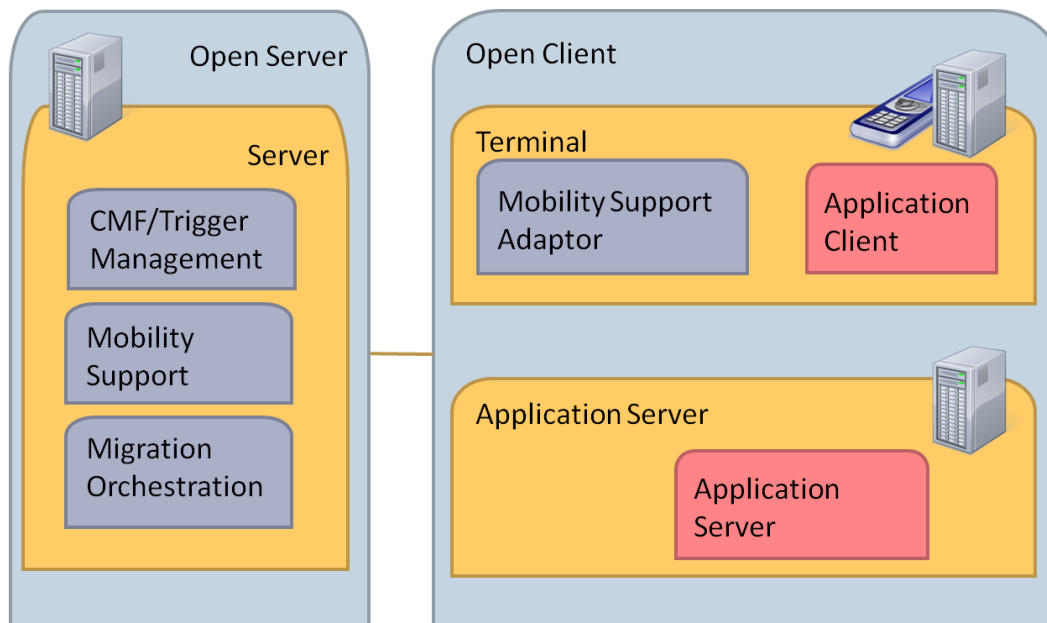 Open Server
Server
CMF/Trigger
Management
Mobility
Support
Migration
Orchestration
Open Client
Terminal
Mobility Support
Adaptor
Application
Client
Application Server
Application
Server